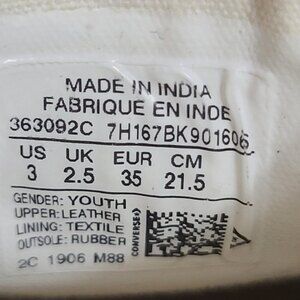 MADE IN INDIA
FABRIQUE EN INDE
363092C 7H167BK901606
US UK EUR CM
3 2.5 35 21.5
GENDER: YOUTH
UPPER: LEATHER
LINING: TEXTILE
OUTSOLE: RUBBER
CONVERSE
2C 1906 M88